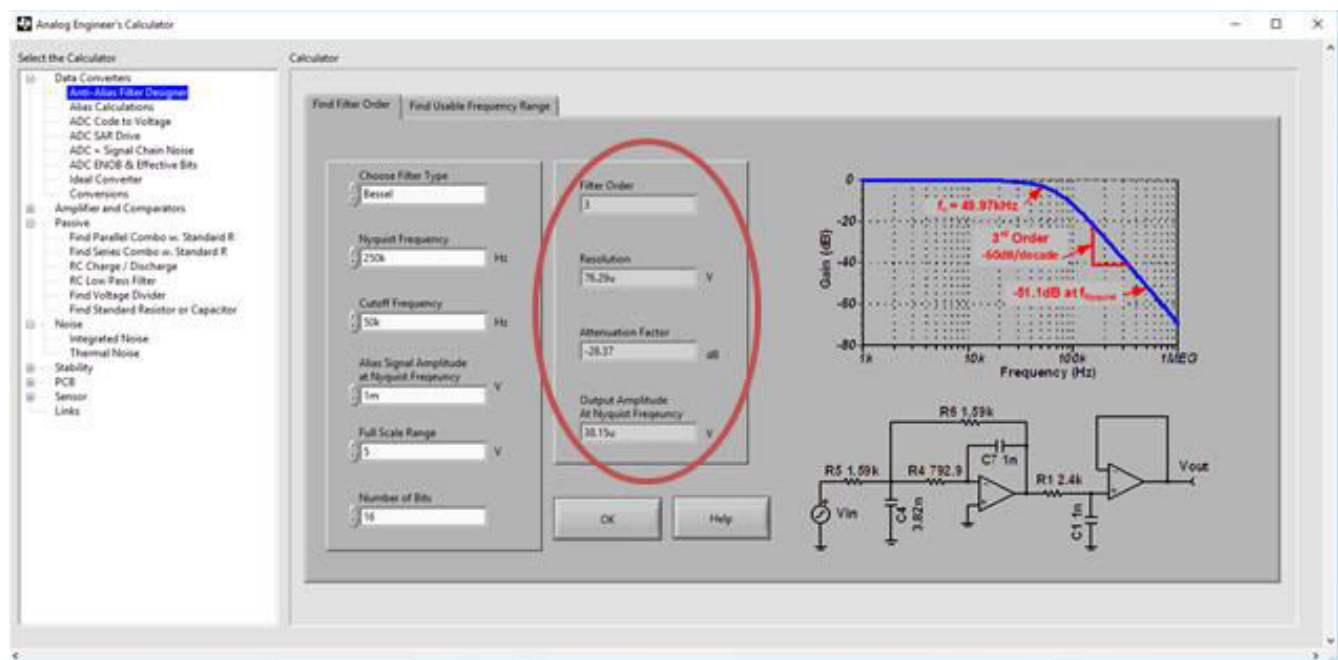 Analog Engineer's Calculator
Select the Calculator
Data Converters
Anti-Alias Filter Designer
Alias Calculations
ADC Code to Voltage
ADC SAR Drive
ADC + Signal Chain Noise
ADC ENOB & Effective Bits
Ideal Converter
Conversions
Amplifier and Comparators
Passive
Find Parallel Combo w. Standard R
Find Series Combo w. Standard R
RC Charge / Discharge
RC Low Pass Filter
Find Voltage Divider
Find Standard Resistor or Capacitor
Noise
Integrated Noise
Thermal Noise
Stability
PCB
Sensor
Links
Calculator
Find Filter Order
Find Usable Frequency Range
Choose Filter Type
Bessel
Nyquist Frequency
250k Hz
Cutoff Frequency
50k Hz
Alias Signal Amplitude
at Nyquist Freqeuncy
1m V
Full Scale Range
5 V
Number of Bits
16
Filter Order
3
Resolution
76.29u V
Attenuation Factor
-28.37 dB
Output Amplitude
At Nyquist Freqeuncy
38.15u V
OK
Help
0
-20
-40
-60
-80
Gain (dB)
1k 10k 100k 1MEG
Frequency (Hz)
fc = 49.97kHz
3rd Order
-60dB/decade
-31.1dB at fNyquist
R6 1.59k
C7 1n
R5 1.59k
R4 792.9
R1 2.4k
Vout
Vin
C4
3.82n
C1 1n